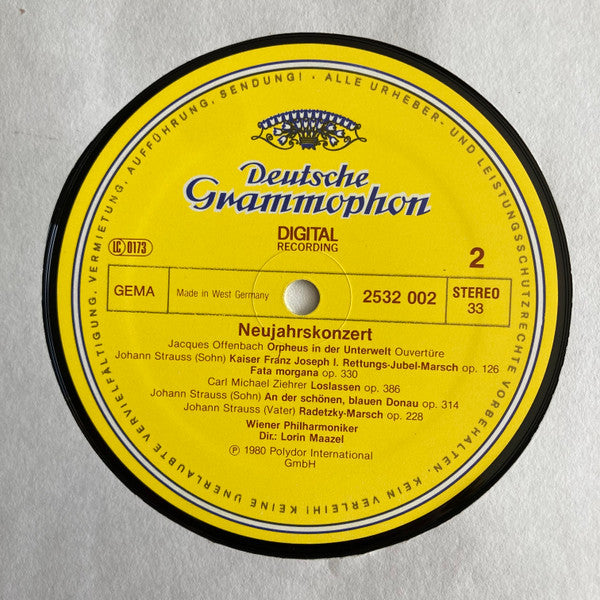 ALLE URHEBER- UND LEISTUNGSSCHUTZRECHTE VORBEHALTEN. KEIN VERLEIH! KEINE UNERLAUBTE VERVIELFÄLTIGUNG, VERMIETUNG, AUFFÜHRUNG, SENDUNG! ·
Deutsche
Grammophon
DIGITAL
RECORDING
LC 0173
2
GEMA
Made in West Germany
2532 002
STEREO
33
Neujahrskonzert
Jacques Offenbach Orpheus in der Unterwelt Ouvertüre
Johann Strauss (Sohn) Kaiser Franz Joseph I. Rettungs-Jubel-Marsch op. 126
Fata morgana op. 330
Carl Michael Ziehrer Loslassen op. 386
Johann Strauss (Sohn) An der schönen, blauen Donau op. 314
Johann Strauss (Vater) Radetzky-Marsch op. 228
Wiener Philharmoniker
Dir.: Lorin Maazel
℗ 1980 Polydor International
GmbH